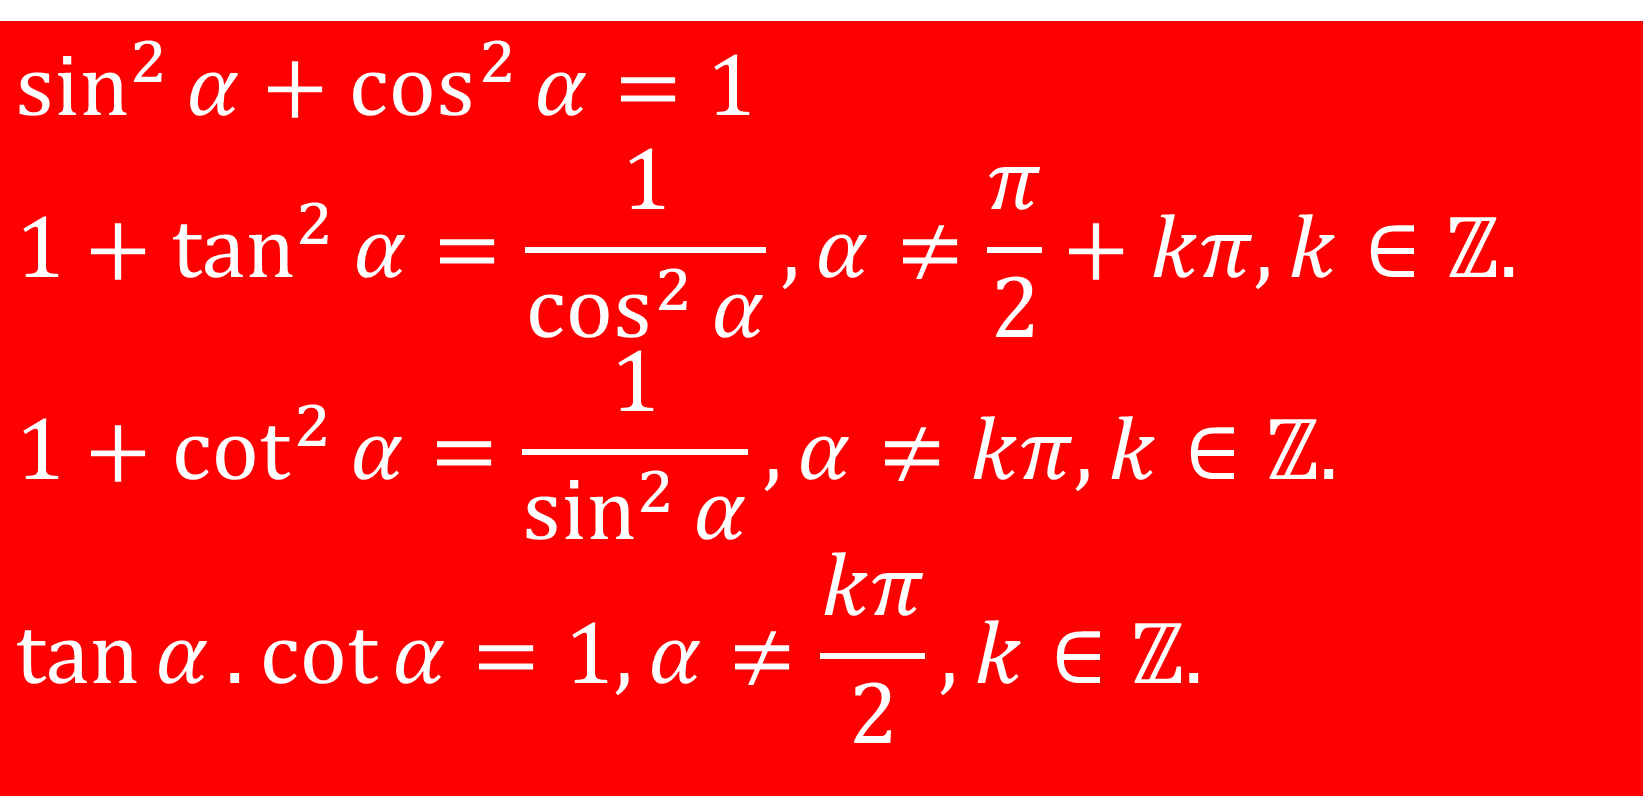 sin² α + cos² α = 1
1 + tan² α = 1/cos² α , α ≠ π/2 + kπ, k ∈ ℤ.
1 + cot² α = 1/sin² α , α ≠ kπ, k ∈ ℤ.
tan α . cot α = 1, α ≠ kπ/2 , k ∈ ℤ.